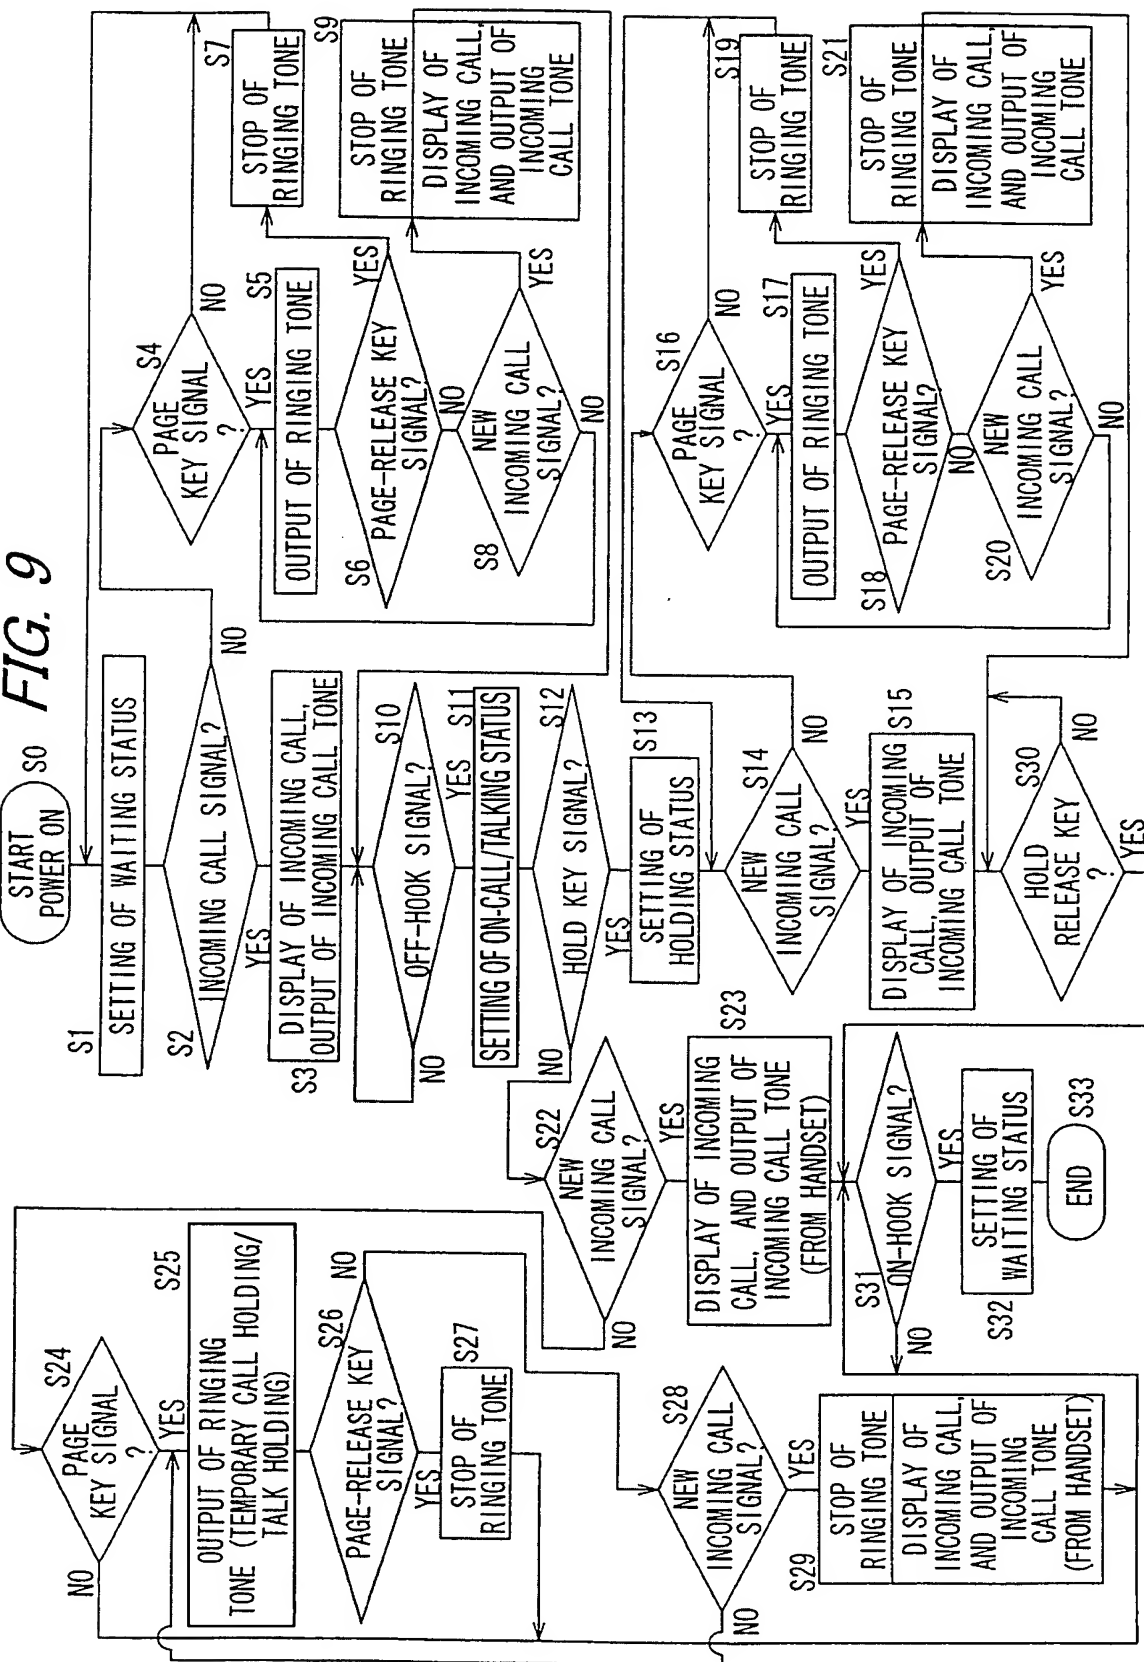 FIG. 9
START
POWER ON
S0
S1
SETTING OF WAITING STATUS
S2
INCOMING CALL SIGNAL?
NO
YES
S3
DISPLAY OF INCOMING CALL,
OUTPUT OF INCOMING CALL TONE
S4
PAGE
KEY SIGNAL
?
NO
YES
S5
OUTPUT OF RINGING TONE
S6
PAGE-RELEASE KEY
SIGNAL?
YES
NO
S7
STOP OF
RINGING TONE
S8
NEW
INCOMING CALL
SIGNAL?
YES
NO
S9
STOP OF
RINGING TONE
DISPLAY OF
INCOMING CALL,
AND OUTPUT OF
INCOMING
CALL TONE
S10
OFF-HOOK SIGNAL?
NO
YES
S11
SETTING OF ON-CALL/TALKING STATUS
S12
HOLD KEY SIGNAL?
NO
YES
S13
SETTING OF
HOLDING STATUS
S14
NEW
INCOMING CALL
SIGNAL?
NO
YES
S15
DISPLAY OF INCOMING
CALL, OUTPUT OF
INCOMING CALL TONE
S16
PAGE
KEY SIGNAL
?
NO
YES
S17
OUTPUT OF RINGING TONE
S18
PAGE-RELEASE KEY
SIGNAL?
YES
NO
S19
STOP OF
RINGING TONE
S20
NEW
INCOMING CALL
SIGNAL?
YES
NO
S21
STOP OF
RINGING TONE
DISPLAY OF
INCOMING CALL,
AND OUTPUT OF
INCOMING
CALL TONE
S30
HOLD
RELEASE KEY
?
NO
YES
S22
NEW
INCOMING CALL
SIGNAL?
NO
YES
S23
DISPLAY OF INCOMING
CALL, AND OUTPUT OF
INCOMING CALL TONE
(FROM HANDSET)
S24
PAGE
KEY SIGNAL
?
NO
YES
S25
OUTPUT OF RINGING
TONE (TEMPORARY CALL HOLDING/
TALK HOLDING)
S26
PAGE-RELEASE KEY
SIGNAL?
NO
YES
S27
STOP OF
RINGING TONE
S28
NEW
INCOMING CALL
SIGNAL?
NO
YES
S29
STOP OF
RINGING TONE
DISPLAY OF
INCOMING CALL,
AND OUTPUT OF
INCOMING
CALL TONE
(FROM HANDSET)
S31
ON-HOOK SIGNAL?
NO
YES
S32
SETTING OF
WAITING STATUS
END
S33